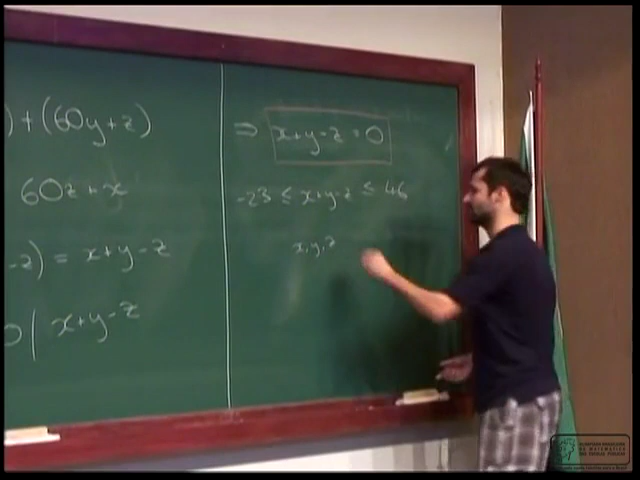 ) + (60y + z)
60z + x
-z) = x + y - z
0 | x + y - z
⇒ x + y - z = 0
-23 ≤ x + y - z ≤ 46
x, y, z